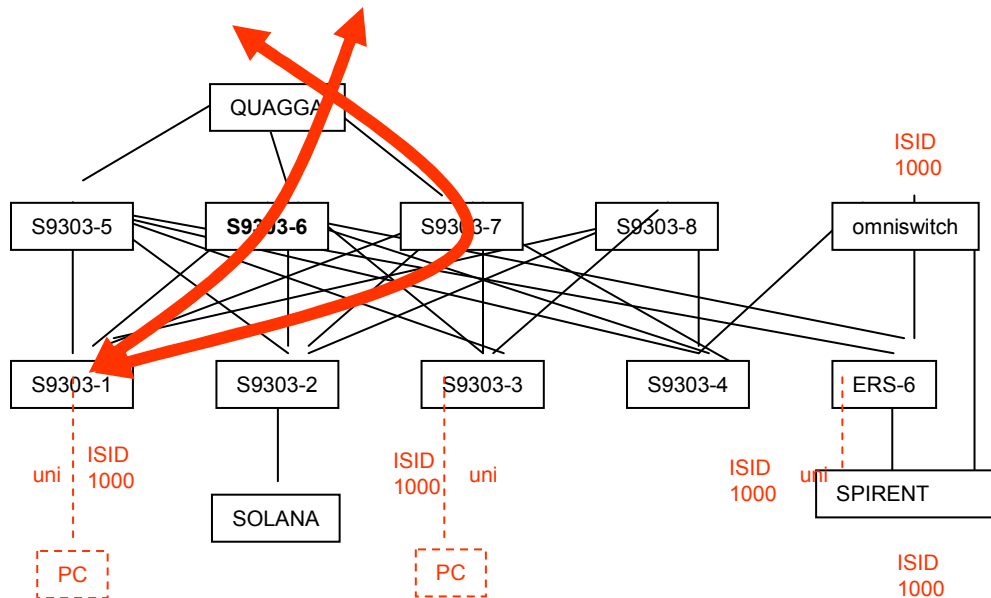 QUAGGA
ISID
1000
S9303-5
S9303-6
S9303-7
S9303-8
omniswitch
S9303-1
S9303-2
S9303-3
S9303-4
ERS-6
uni
ISID
1000
ISID
1000
uni
ISID
1000
uni
SPIRENT
SOLANA
PC
PC
ISID
1000